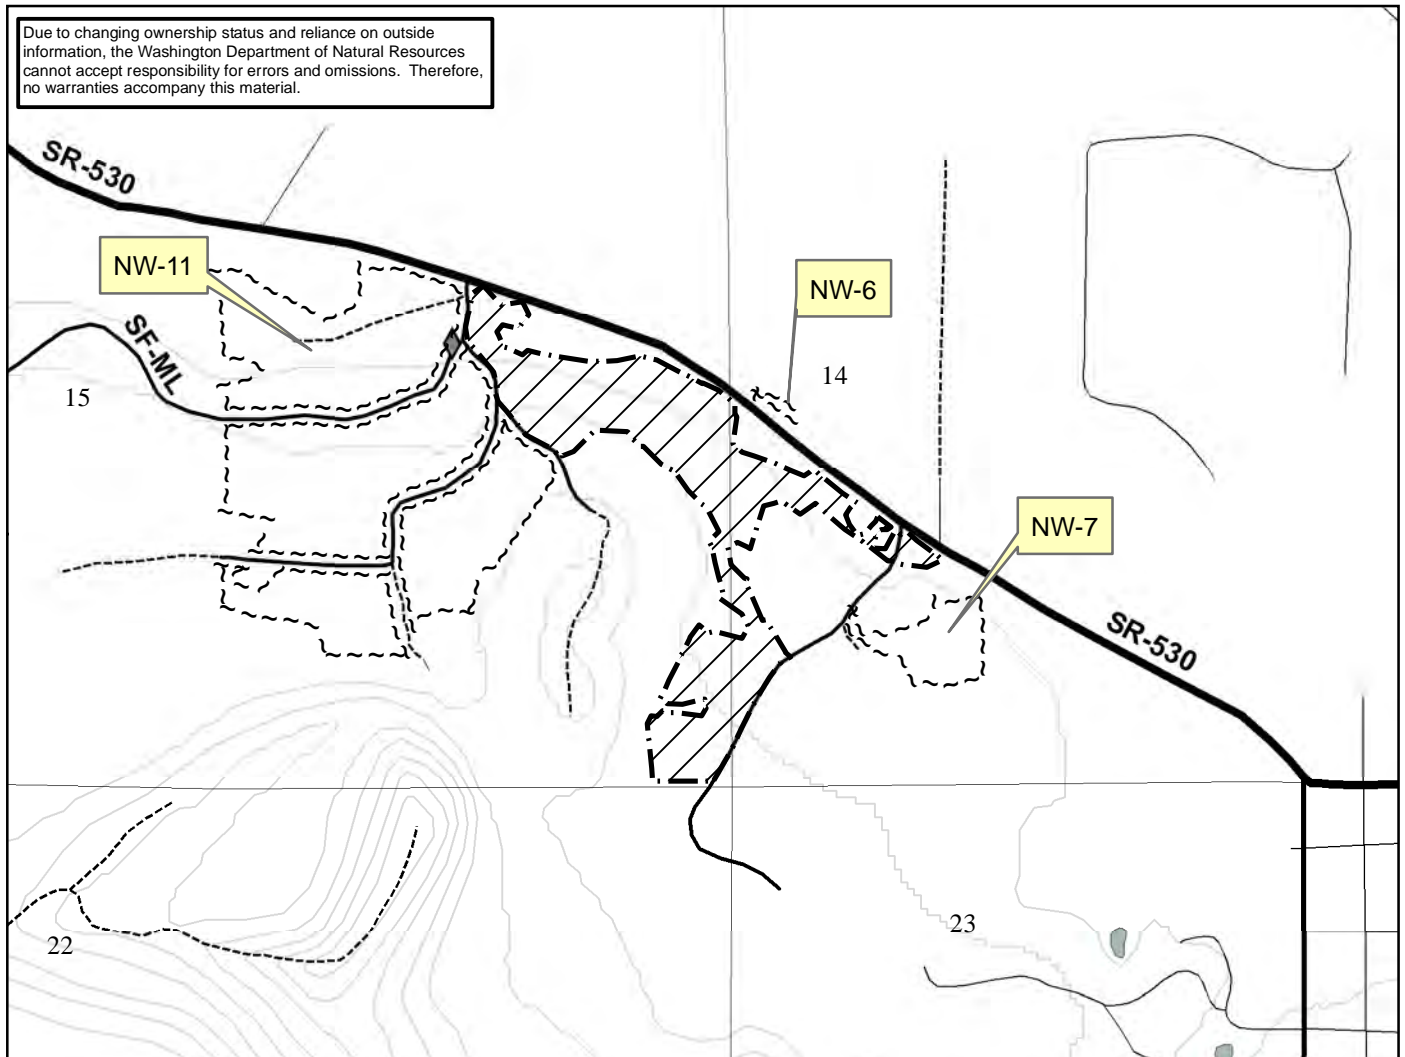 Due to changing ownership status and reliance on outside
information, the Washington Department of Natural Resources
cannot accept responsibility for errors and omissions.  Therefore,
no warranties accompany this material.
SR-530
NW-11
NW-6
SF-ML
14
15
NW-7
SR-530
23
22